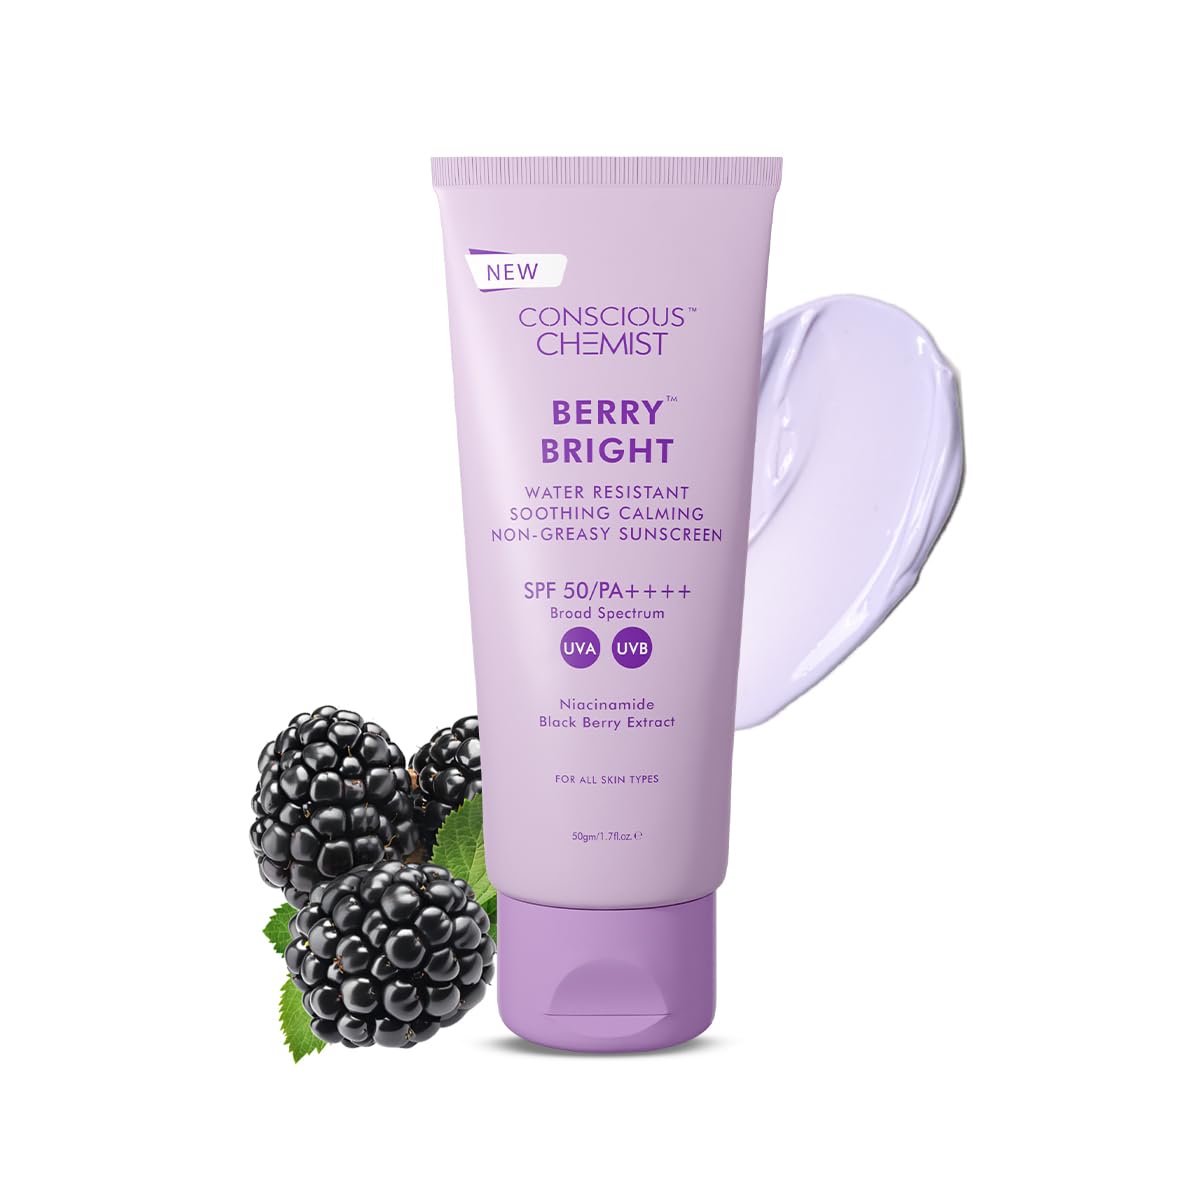 NEW
CONSCIOUS™
CHEMIST
BERRY™
BRIGHT
WATER RESISTANT
SOOTHING CALMING
NON-GREASY SUNSCREEN
SPF 50/PA++++
Broad Spectrum
UVA UVB
Niacinamide
Black Berry Extract
FOR ALL SKIN TYPES
50gm/1.7fl.oz.℮